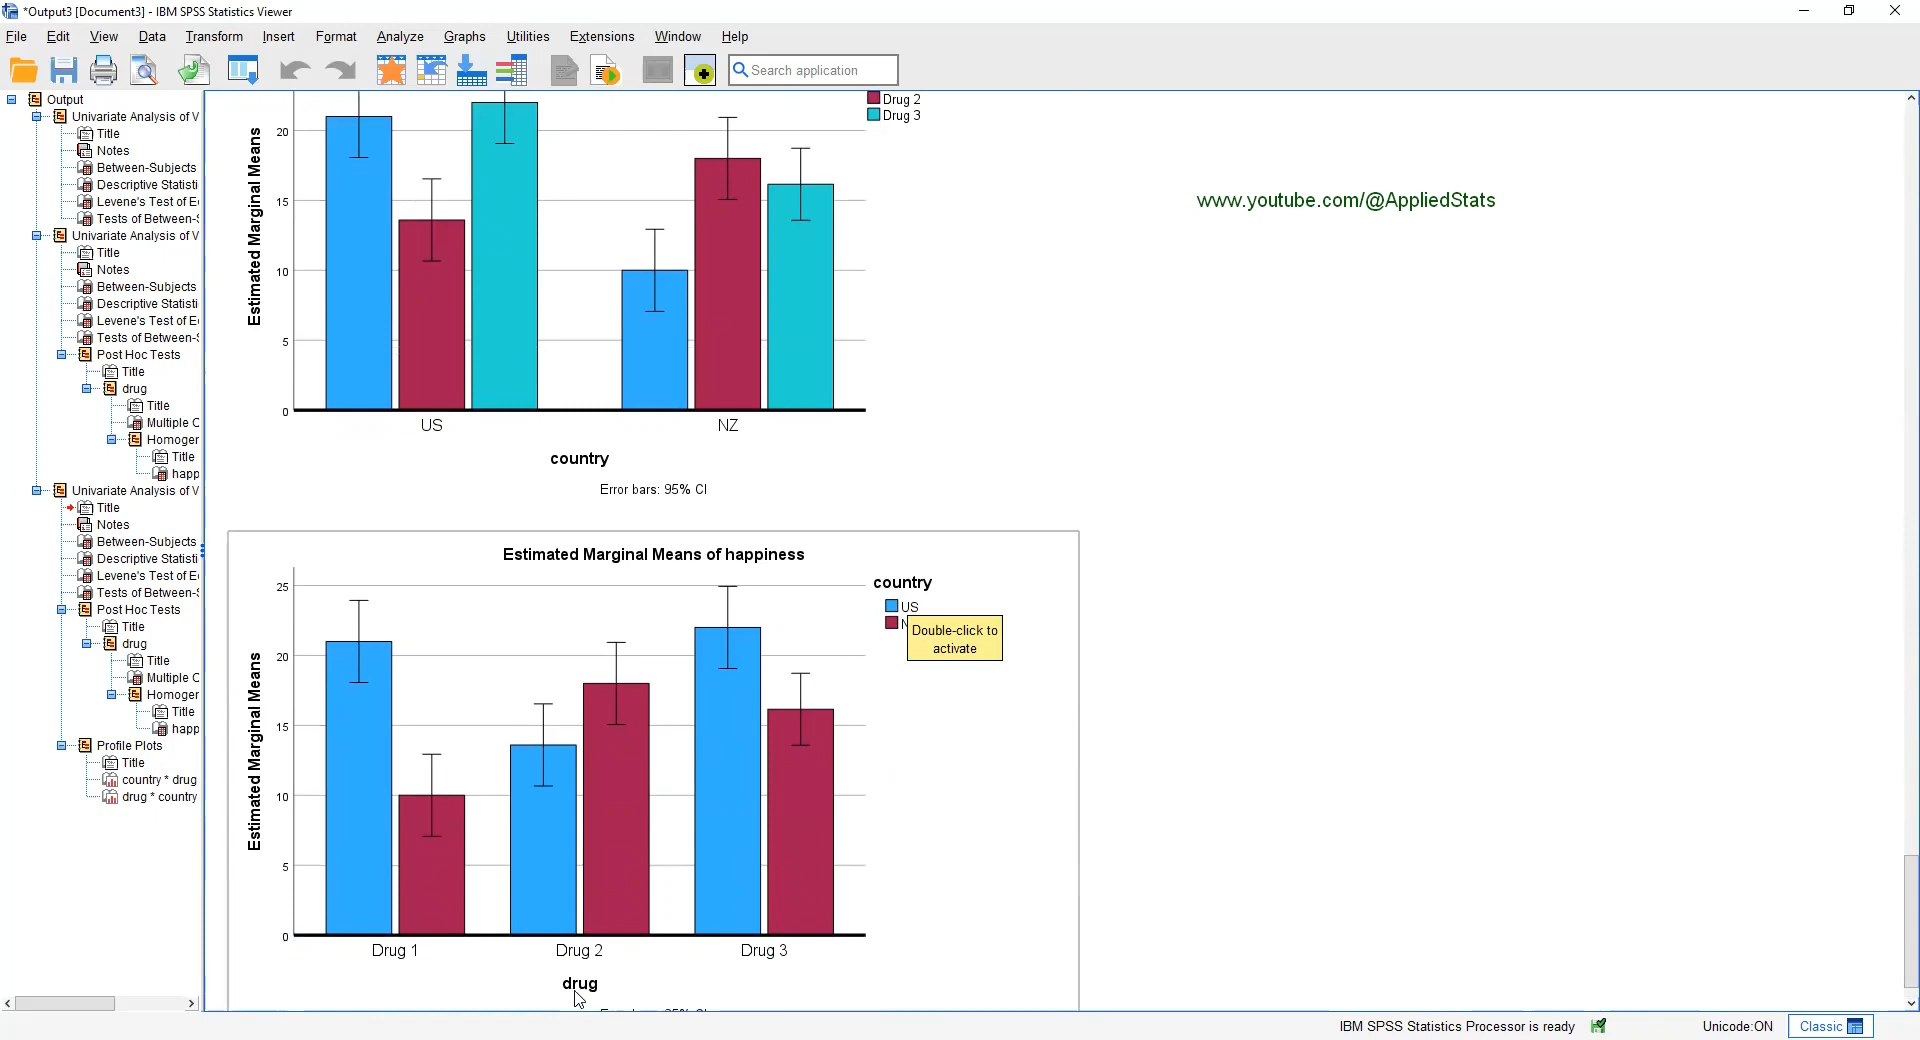 *Output3 [Document3] - IBM SPSS Statistics Viewer
File Edit View Data Transform Insert Format Analyze Graphs Utilities Extensions Window Help
Search application
Output
Univariate Analysis of V
Title
Notes
Between-Subjects
Descriptive Statisti
Levene's Test of E
Tests of Between-S
Univariate Analysis of V
Title
Notes
Between-Subjects
Descriptive Statisti
Levene's Test of E
Tests of Between-S
Post Hoc Tests
Title
drug
Title
Multiple C
Homoger
Title
happ
Univariate Analysis of V
Title
Notes
Between-Subjects
Descriptive Statisti
Levene's Test of E
Tests of Between-S
Post Hoc Tests
Title
drug
Title
Multiple C
Homoger
Title
happ
Profile Plots
Title
country * drug
drug * country
Drug 2
Drug 3
Estimated Marginal Means
20
15
10
5
0
US NZ
country
Error bars: 95% CI
www.youtube.com/@AppliedStats
Estimated Marginal Means of happiness
country
US
N
Double-click to
activate
Estimated Marginal Means
25
20
15
10
5
0
Drug 1 Drug 2 Drug 3
drug
IBM SPSS Statistics Processor is ready
Unicode:ON
Classic